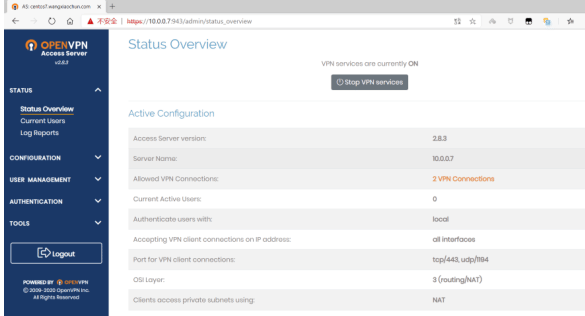 AS: centos7.wangxiaochun.com
不安全 | https://10.0.0.7:943/admin/status_overview
OPENVPN
Access Server
v2.8.3
STATUS
Status Overview
Current Users
Log Reports
CONFIGURATION
USER MANAGEMENT
AUTHENTICATION
TOOLS
Logout
POWERED BY OPENVPN
© 2009-2020 OpenVPN Inc.
All Rights Reserved
Status Overview
VPN services are currently ON
Stop VPN services
Active Configuration
Access Server version: 2.8.3
Server Name: 10.0.0.7
Allowed VPN Connections: 2 VPN Connections
Current Active Users: 0
Authenticate users with: local
Accepting VPN client connections on IP address: all interfaces
Port for VPN client connections: tcp/443, udp/1194
OSI Layer: 3 (routing/NAT)
Clients access private subnets using: NAT